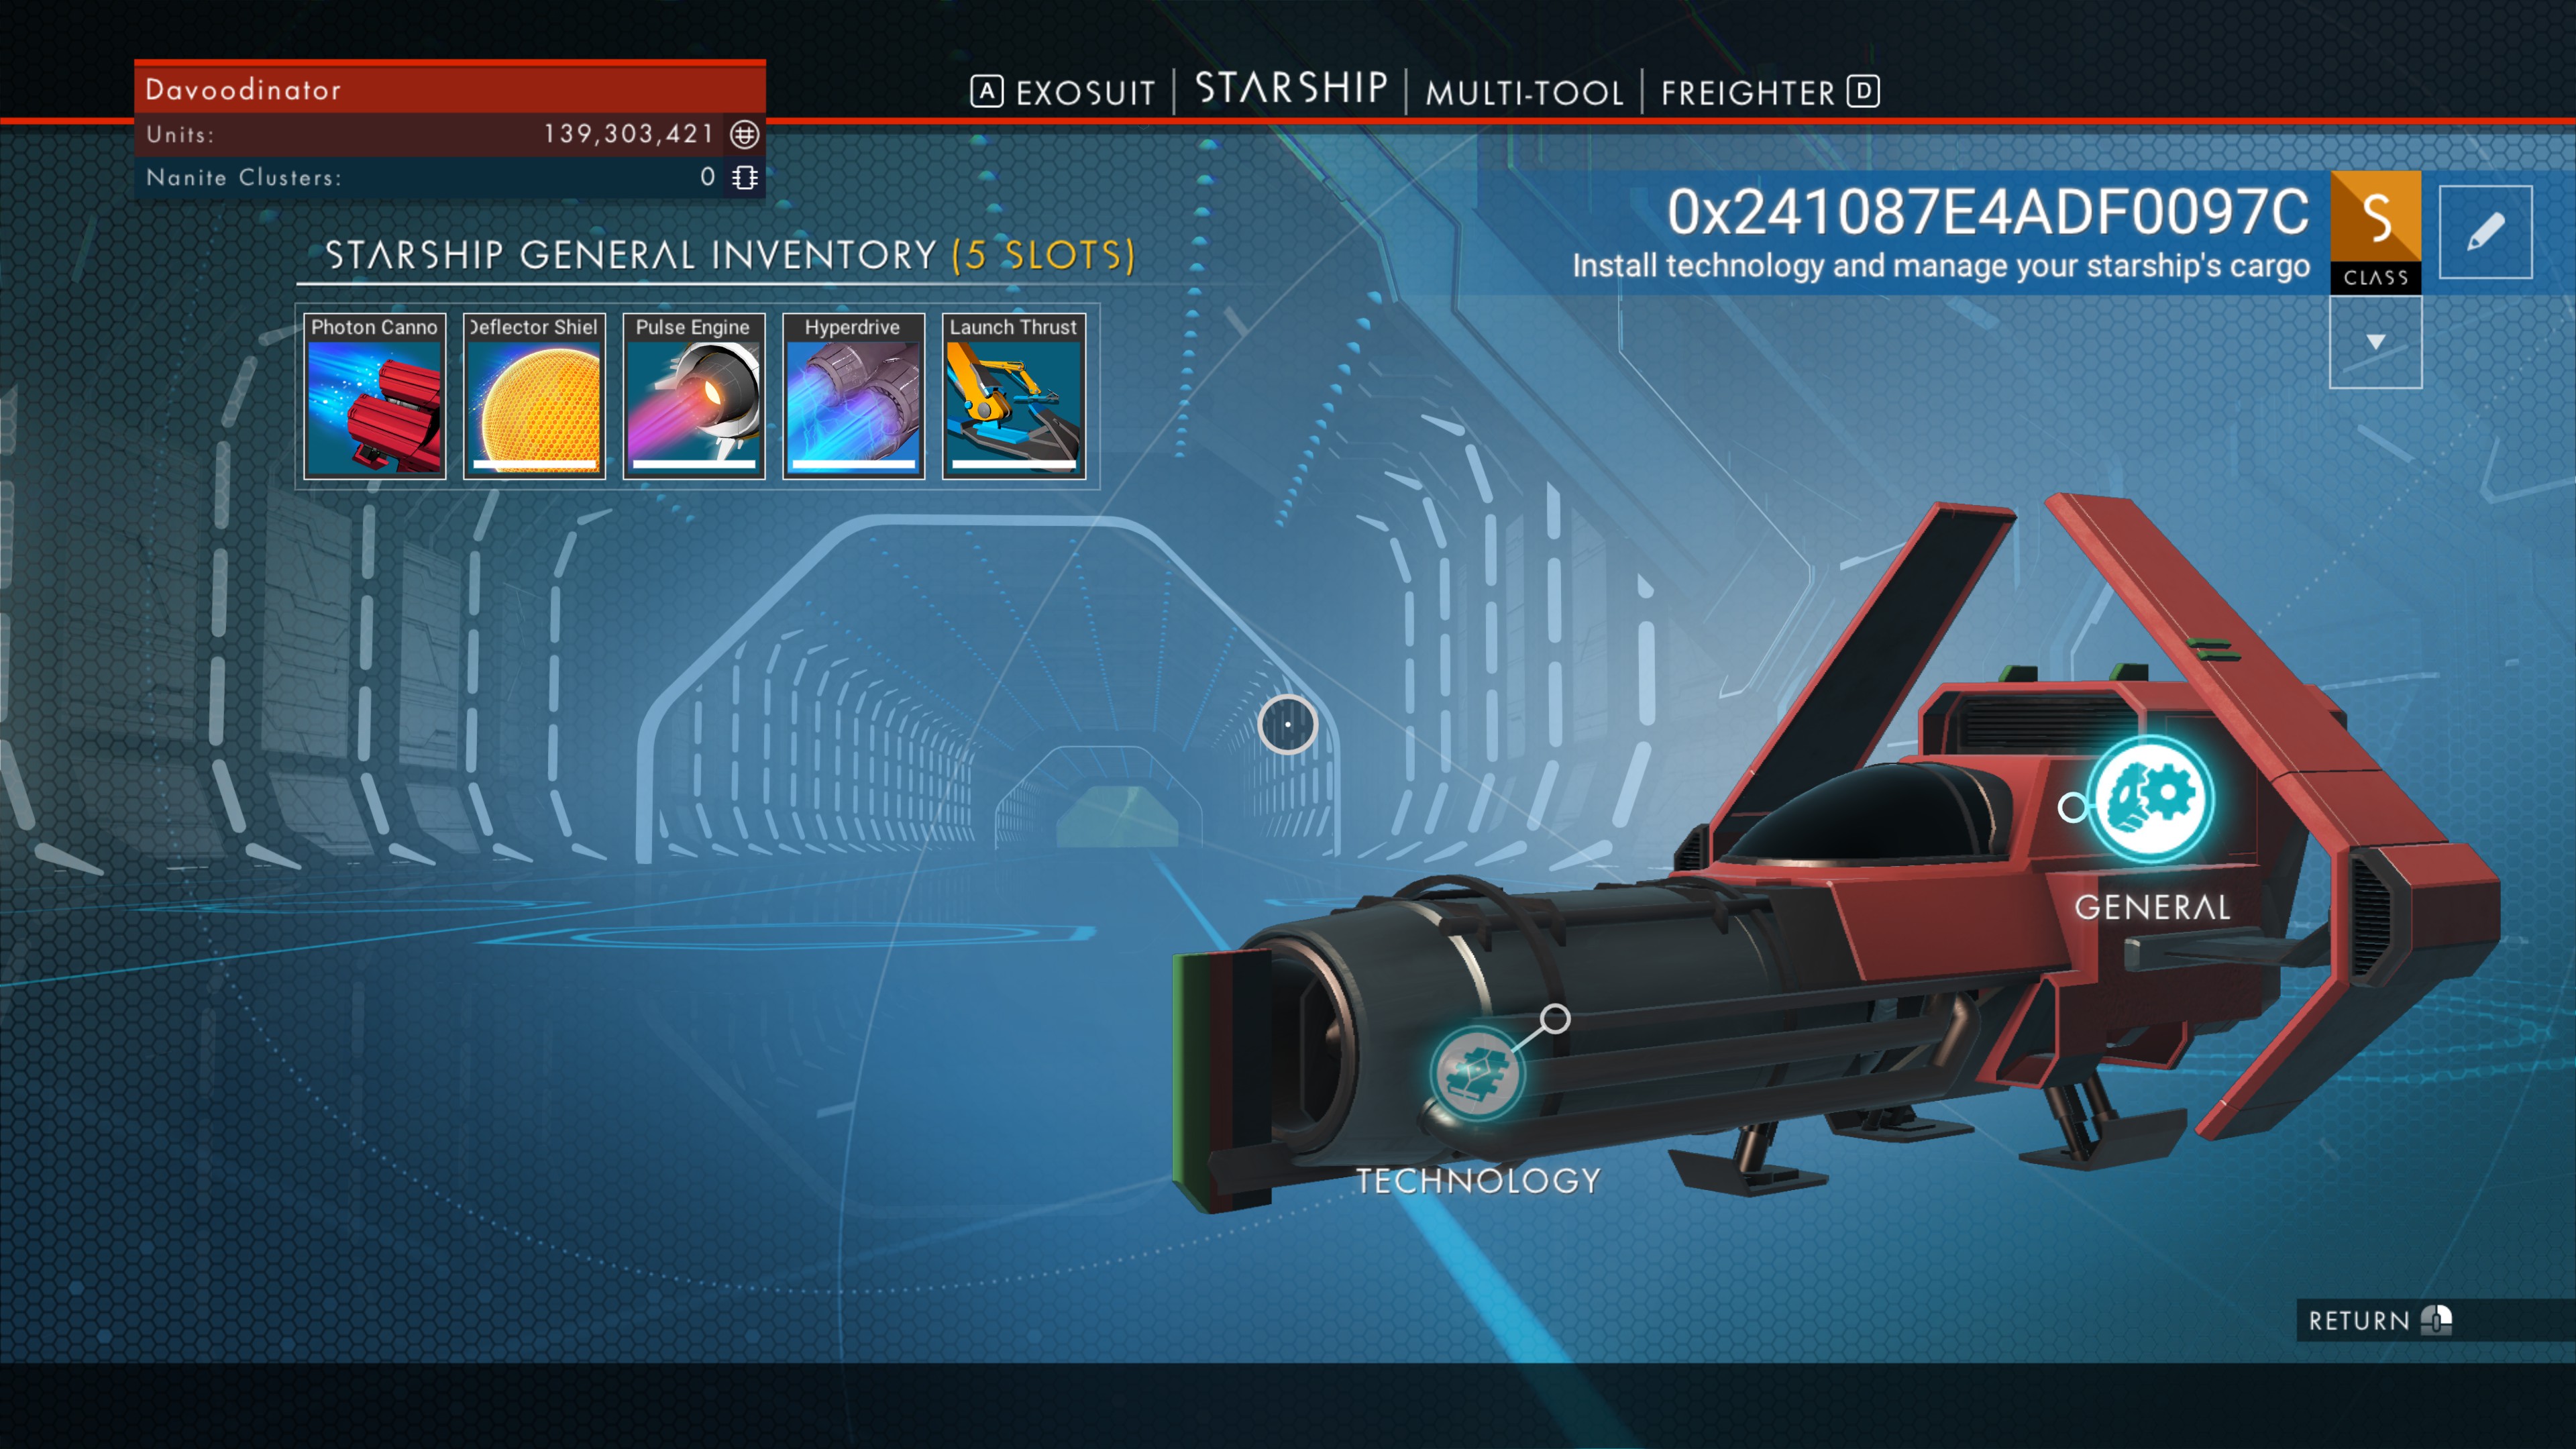 Davoodinator
Units: 139,303,421
Nanite Clusters: 0
A EXOSUIT STARSHIP MULTI-TOOL FREIGHTER D
0x241087E4ADF0097C
Install technology and manage your starship's cargo
S
CLASS
STARSHIP GENERAL INVENTORY (5 SLOTS)
Photon Canno Deflector Shiel Pulse Engine Hyperdrive Launch Thrust
GENERAL
TECHNOLOGY
RETURN